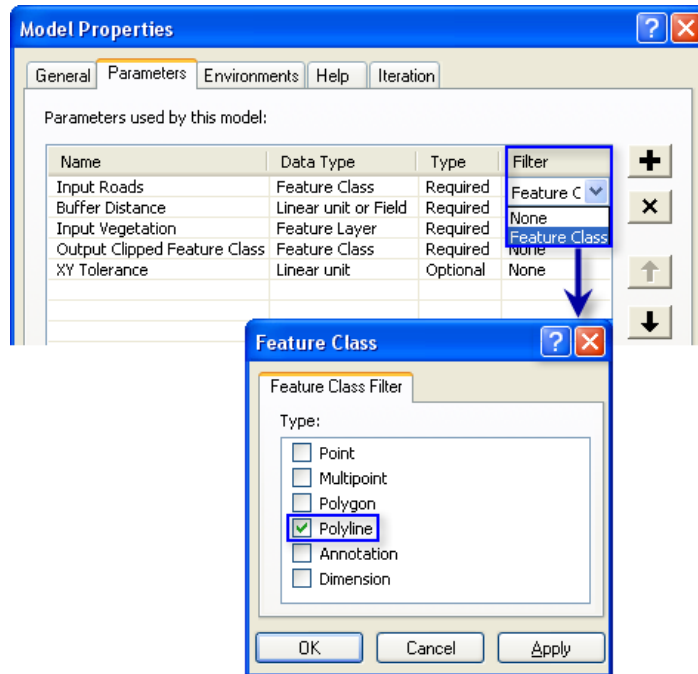 Model Properties
General Parameters Environments Help Iteration
Parameters used by this model:
Name Data Type Type Filter
Input Roads Feature Class Required Feature C
Buffer Distance Linear unit or Field Required None
Input Vegetation Feature Layer Required Feature Class
Output Clipped Feature Class Feature Class Required None
XY Tolerance Linear unit Optional None
Feature Class
Feature Class Filter
Type:
Point
Multipoint
Polygon
Polyline
Annotation
Dimension
OK Cancel Apply